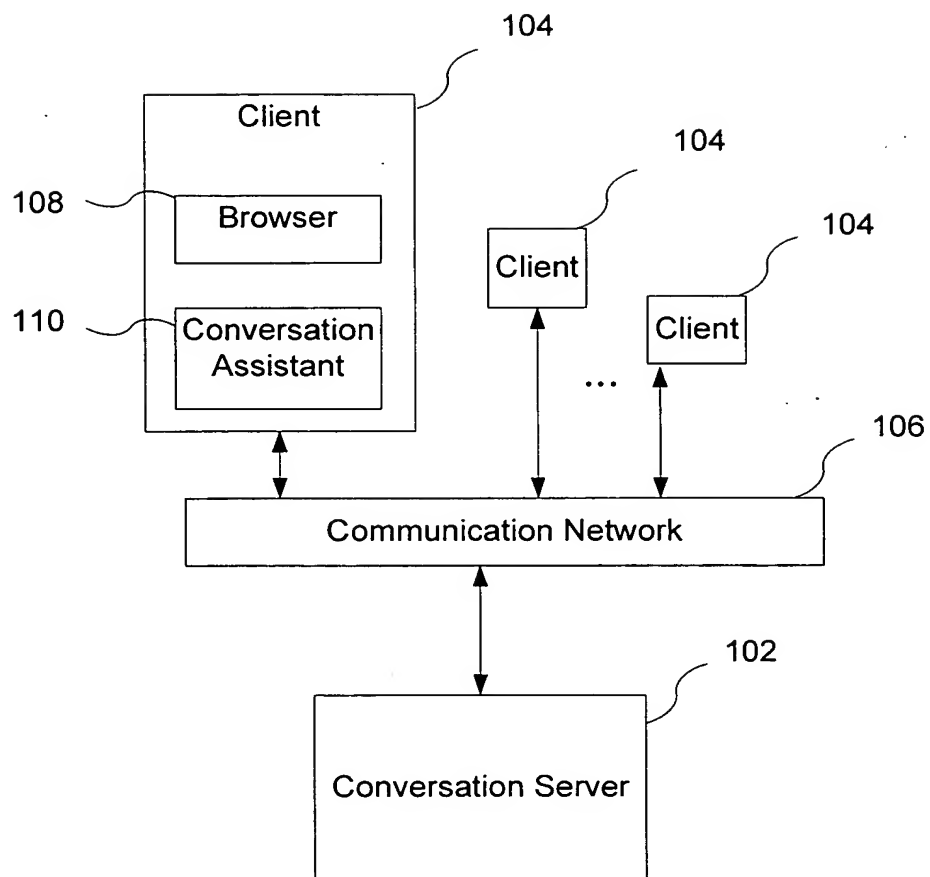 104
Client
104
108
Browser
104
Client
110
Conversation
Assistant
Client
...
106
Communication Network
102
Conversation Server